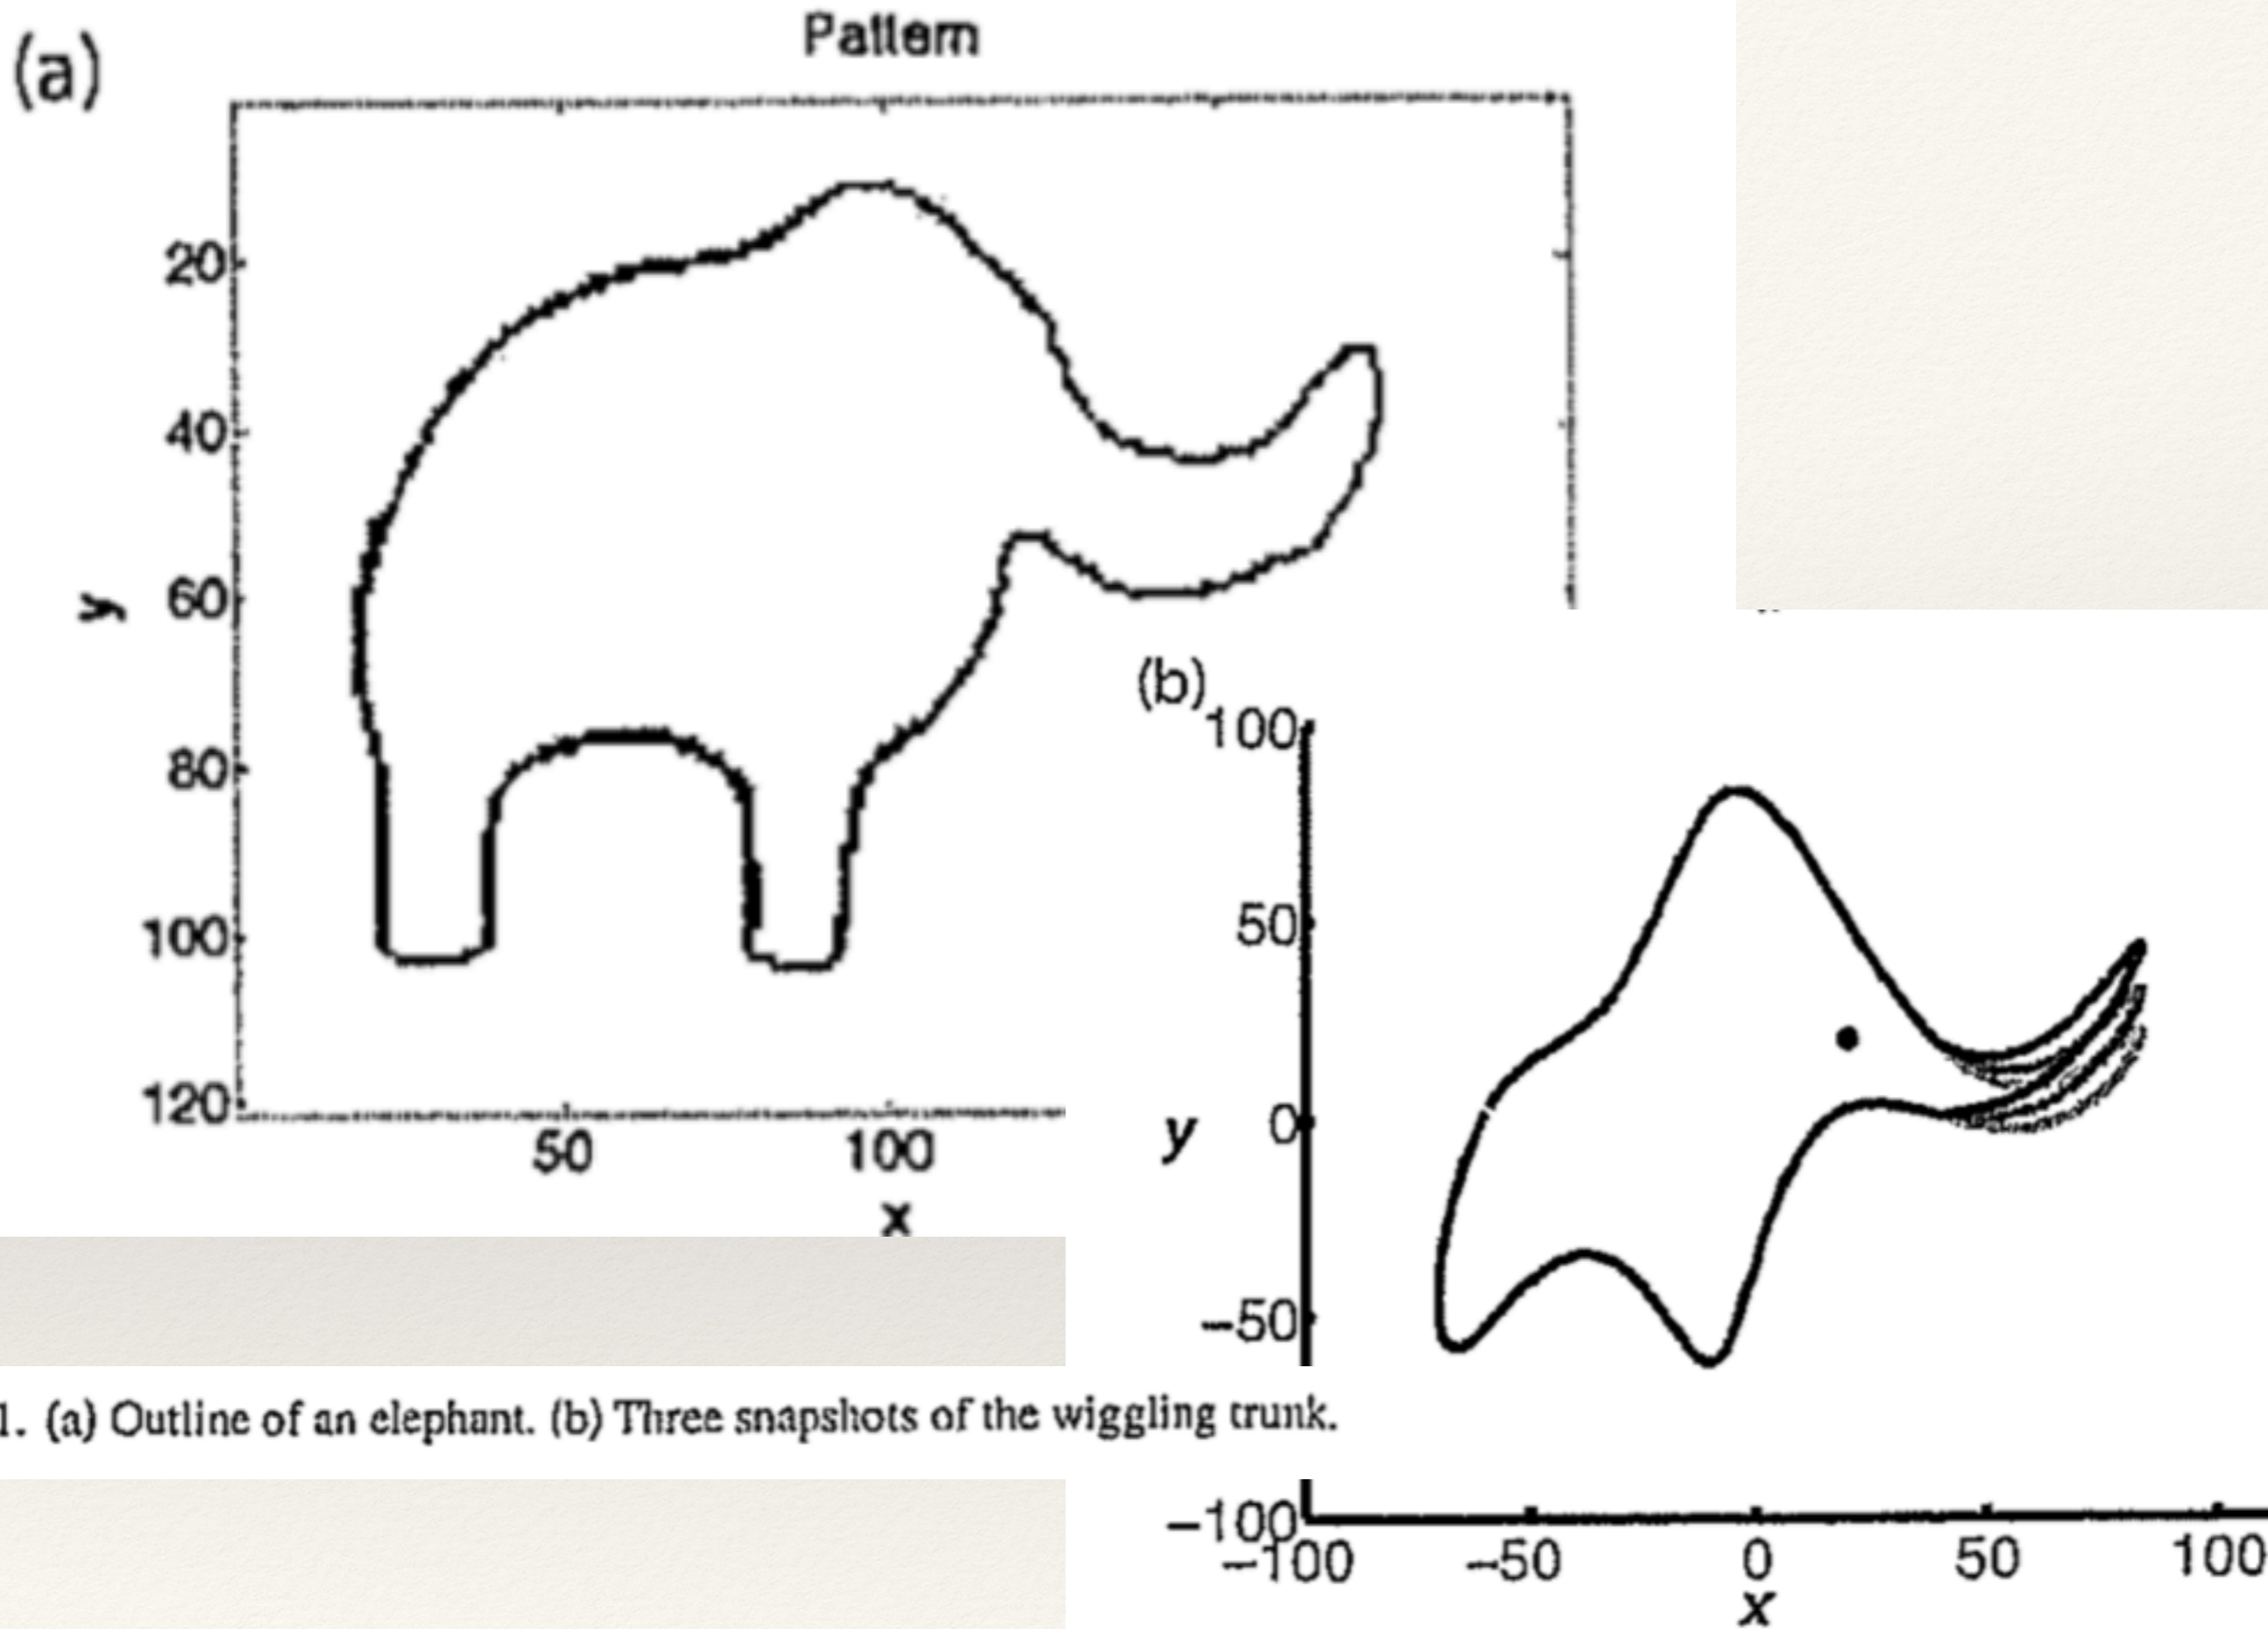 (a)
Pattern
20
40
60
y
80
100
120
50 100
x
(b)
100
50
y
0
−50
−100
−100 −50 0 50 100
x
1. (a) Outline of an elephant. (b) Three snapshots of the wiggling trunk.